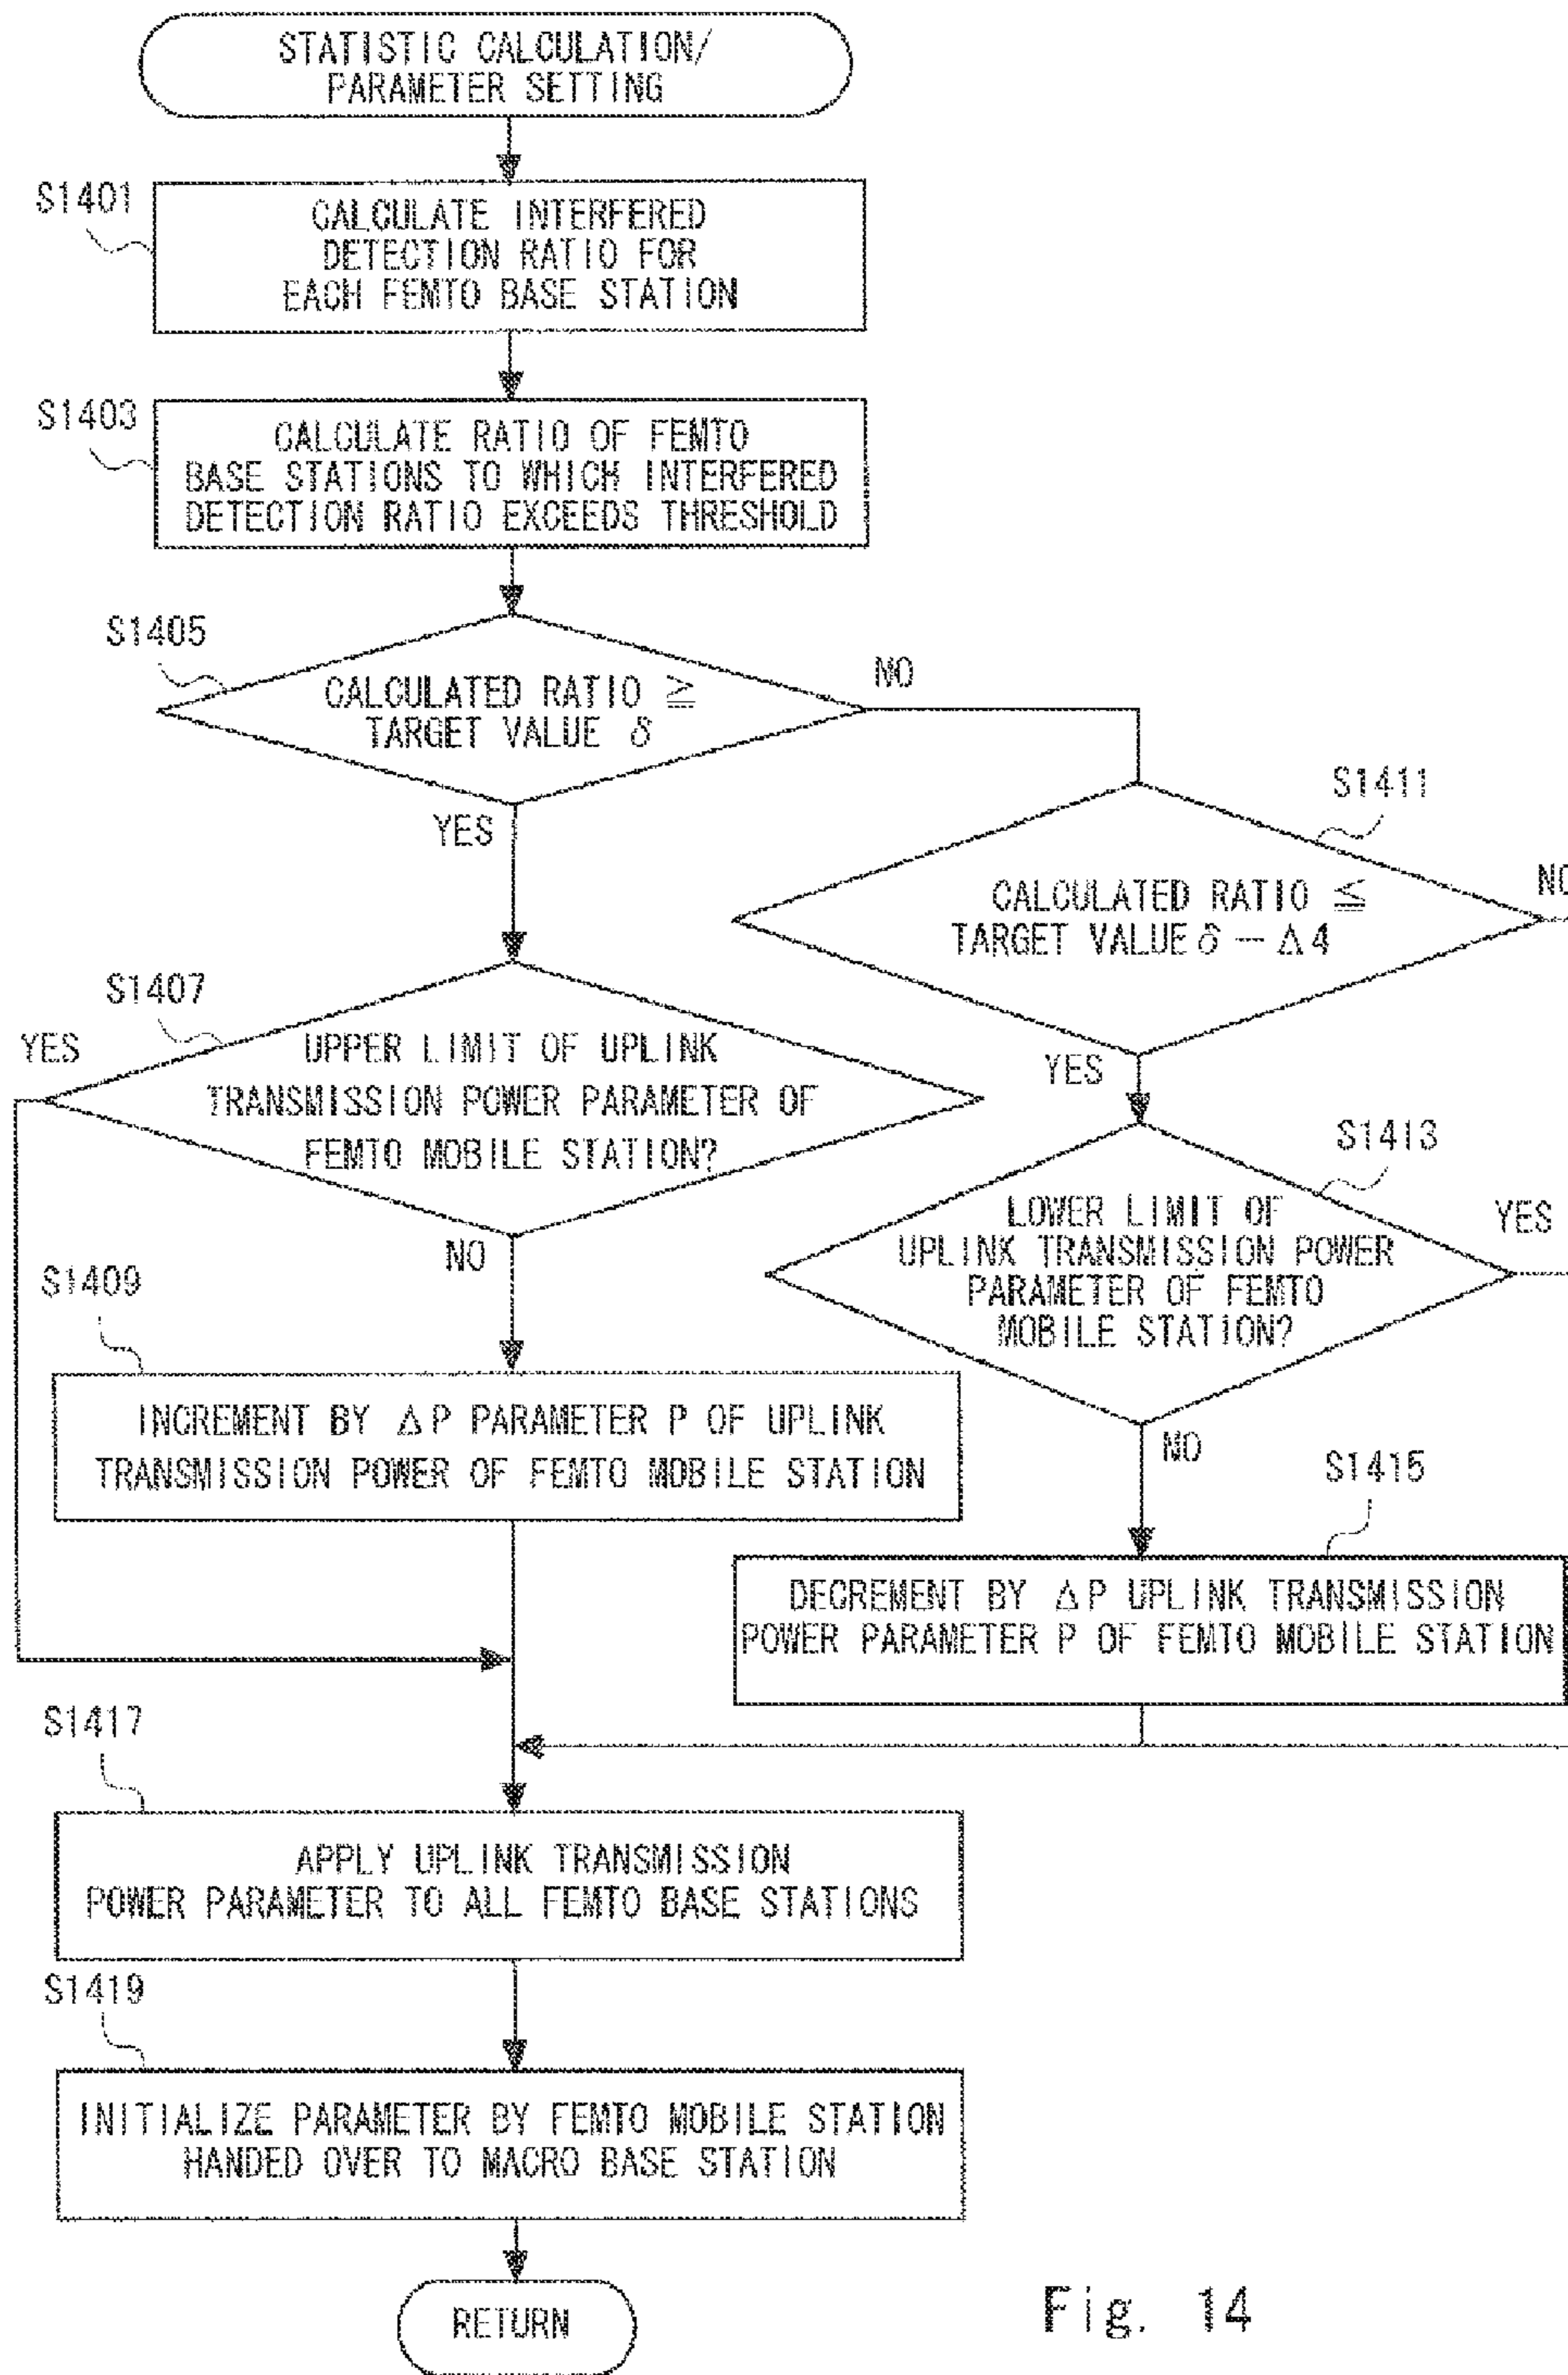 STATISTIC CALCULATION/
PARAMETER SETTING
S1401
CALCULATE INTERFERED
DETECTION RATIO FOR
EACH FEMTO BASE STATION
S1403
CALCULATE RATIO OF FEMTO
BASE STATIONS TO WHICH INTERFERED
DETECTION RATIO EXCEEDS THRESHOLD
S1405
CALCULATED RATIO ≧
TARGET VALUE δ
NO
YES
S1411
CALCULATED RATIO ≦
TARGET VALUE δ - Δ4
NO
YES
S1407
YES
UPPER LIMIT OF UPLINK
TRANSMISSION POWER PARAMETER OF
FEMTO MOBILE STATION?
NO
S1413
LOWER LIMIT OF
UPLINK TRANSMISSION POWER
PARAMETER OF FEMTO
MOBILE STATION?
YES
NO
S1409
INCREMENT BY ΔP PARAMETER P OF UPLINK
TRANSMISSION POWER OF FEMTO MOBILE STATION
S1415
DECREMENT BY ΔP UPLINK TRANSMISSION
POWER PARAMETER P OF FEMTO MOBILE STATION
S1417
APPLY UPLINK TRANSMISSION
POWER PARAMETER TO ALL FEMTO BASE STATIONS
S1419
INITIALIZE PARAMETER BY FEMTO MOBILE STATION
HANDED OVER TO MACRO BASE STATION
RETURN
Fig. 14